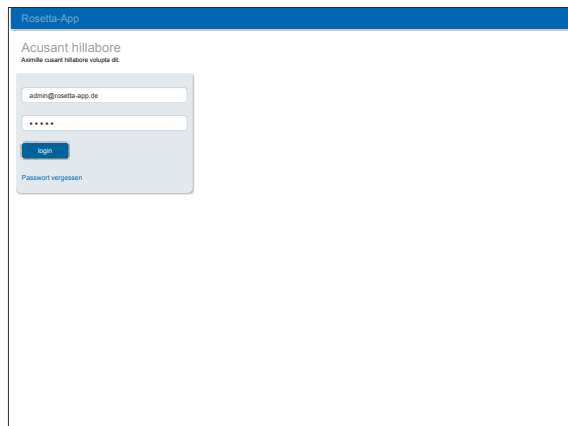 Rosetta-App
Acusant hillabore
Aximille cusant hillabore volupta dit.
admin@rosetta-app.de
•••••
login
Passwort vergessen